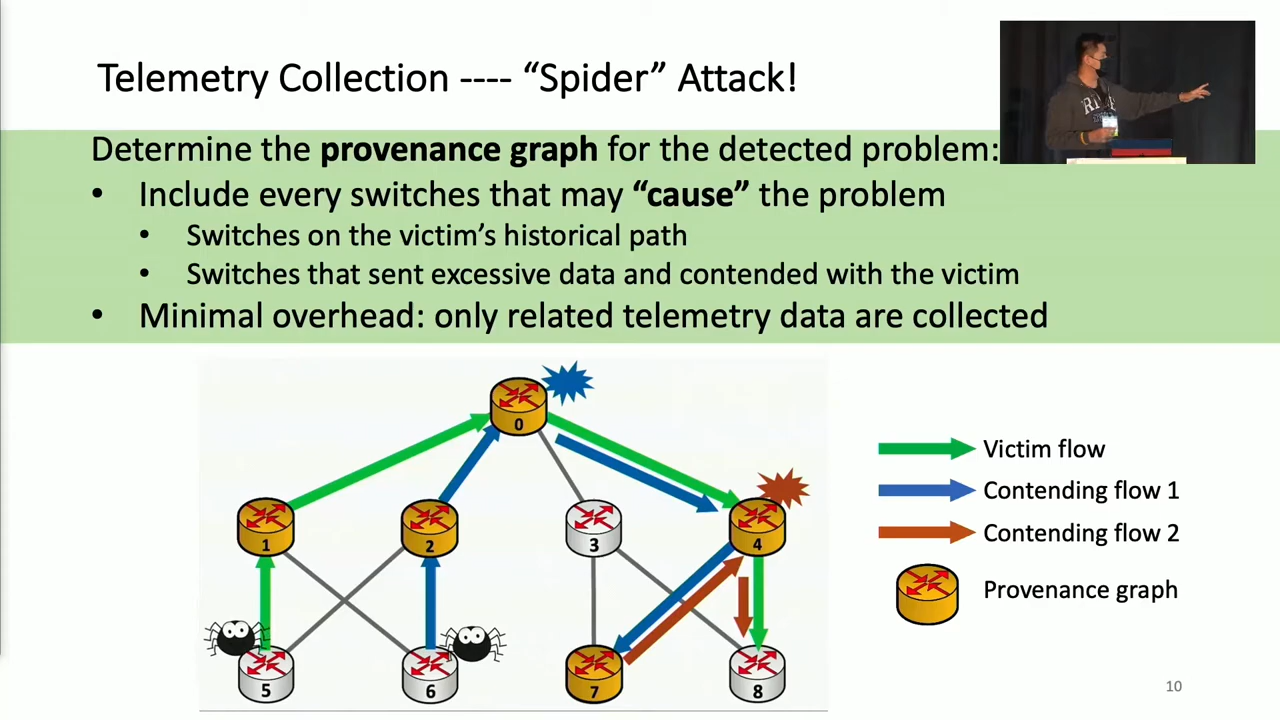 Telemetry Collection ---- “Spider” Attack!
Determine the provenance graph for the detected problem:
• Include every switches that may “cause” the problem
• Switches on the victim’s historical path
• Switches that sent excessive data and contended with the victim
• Minimal overhead: only related telemetry data are collected
0
1
2
3
4
5
6
7
8
Victim flow
Contending flow 1
Contending flow 2
Provenance graph
10